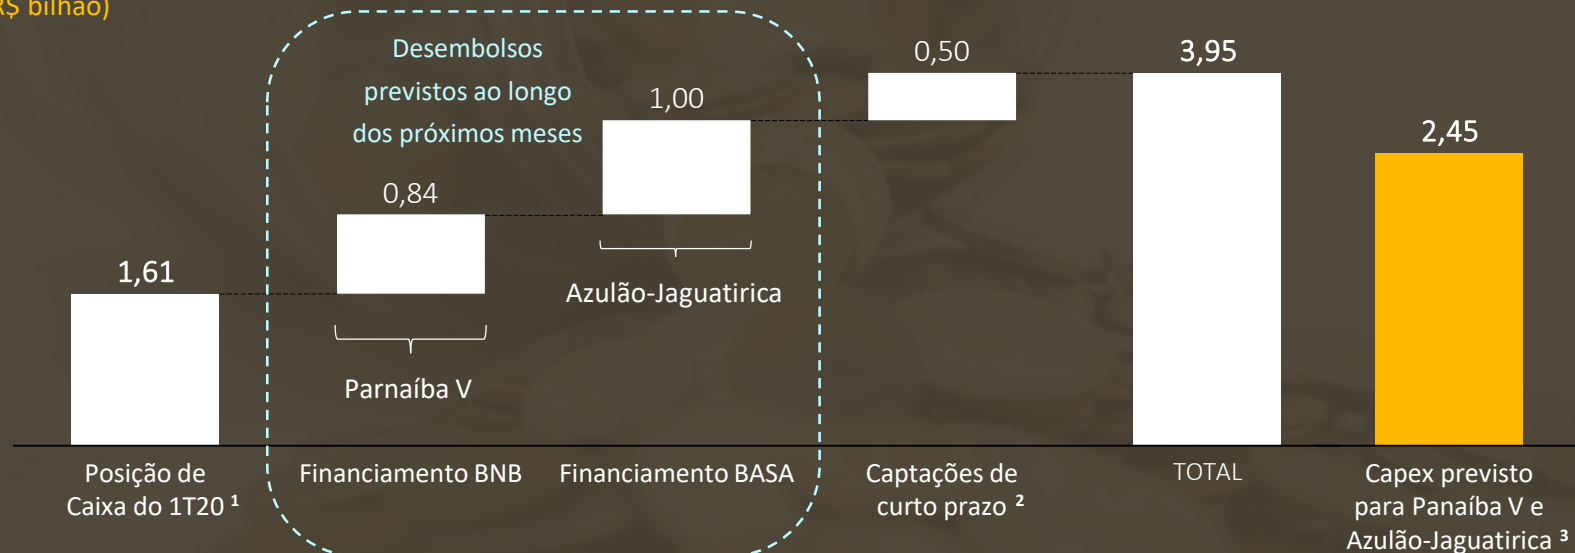 R$ bilhão)
Desembolsos
previstos ao longo
dos próximos meses
0,50
3,95
1,00
2,45
0,84
1,61
Azulão-Jaguatirica
Parnaíba V
Posição de
Caixa do 1T20 ¹
Financiamento BNB
Financiamento BASA
Captações de
curto prazo ²
TOTAL
Capex previsto
para Panaíba V e
Azulão-Jaguatirica ³